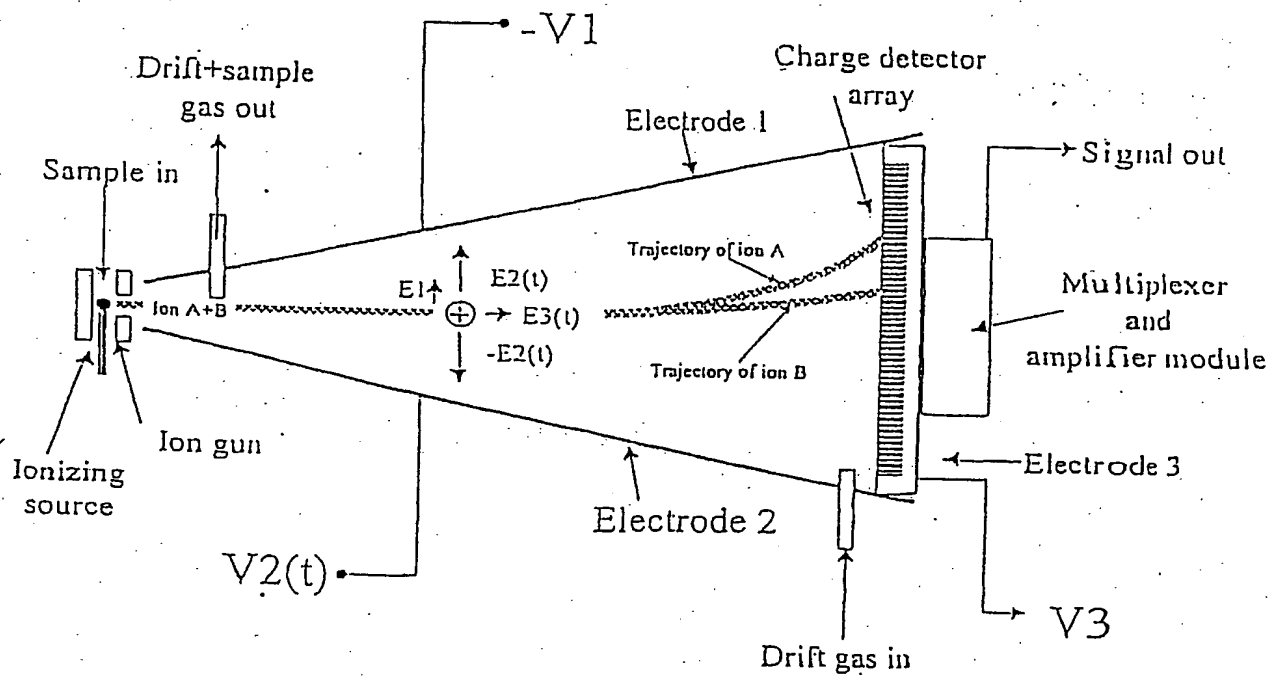 -V1
Drift+sample
gas out
Charge detector
array
Electrode 1
Signal out
Sample in
Trajectory of ion A
E1
E2(t)
Ion A+B
E3(t)
-E2(t)
Multiplexer
and
amplifier module
Trajectory of ion B
Ion gun
Ionizing
source
Electrode 3
Electrode 2
V2(t)
V3
Drift gas in